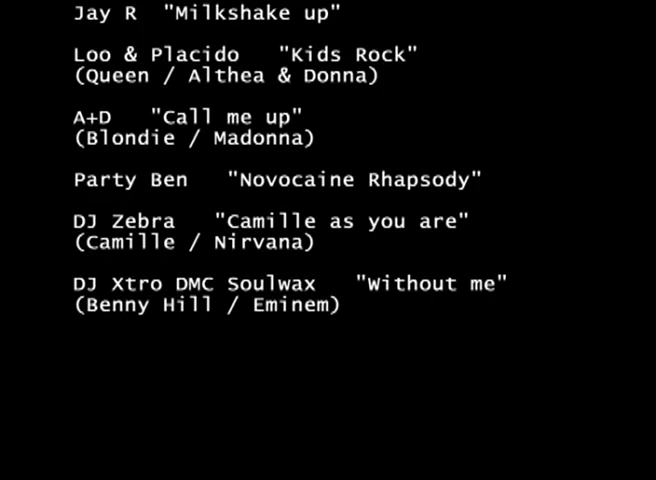 Jay R "Milkshake up"
Loo & Placido "Kids Rock"
(Queen / Althea & Donna)
A+D "Call me up"
(Blondie / Madonna)
Party Ben "Novocaine Rhapsody"
DJ Zebra "Camille as you are"
(Camille / Nirvana)
DJ Xtro DMC Soulwax "Without me"
(Benny Hill / Eminem)